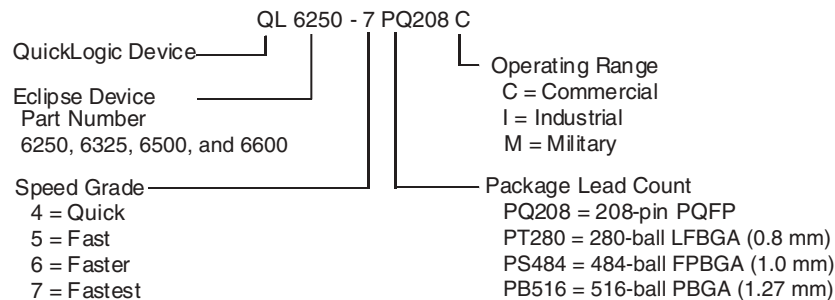 QL 6250 - 7 PQ208 C
QuickLogic Device
Eclipse Device
Part Number
6250, 6325, 6500, and 6600
Speed Grade
4 = Quick
5 = Fast
6 = Faster
7 = Fastest
Operating Range
C = Commercial
I = Industrial
M = Military
Package Lead Count
PQ208 = 208-pin PQFP
PT280 = 280-ball LFBGA (0.8 mm)
PS484 = 484-ball FPBGA (1.0 mm)
PB516 = 516-ball PBGA (1.27 mm)